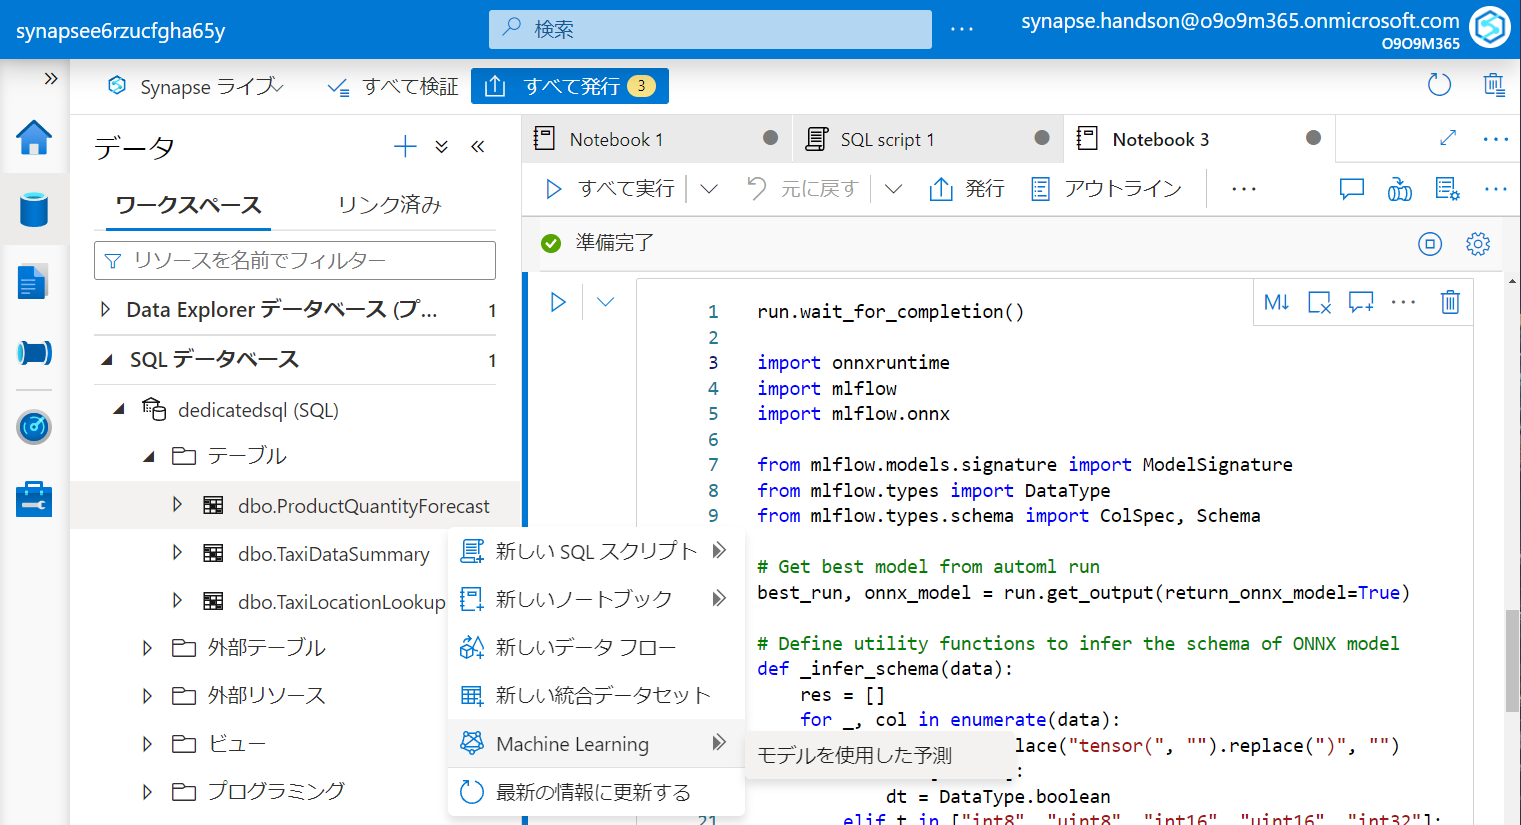 synapsee6rzucfgha65y
検索
synapse.handson@o9o9m365.onmicrosoft.com
O9O9M365
Synapse ライブ
すべて検証
すべて発行 3
データ
ワークスペース
リンク済み
リソースを名前でフィルター
Data Explorer データベース (プ... 1
SQL データベース 1
dedicatedsql (SQL)
テーブル
dbo.ProductQuantityForecast
dbo.TaxiDataSummary
dbo.TaxiLocationLookup
外部テーブル
外部リソース
ビュー
プログラミング
新しい SQL スクリプト
新しいノートブック
新しいデータ フロー
新しい統合データセット
Machine Learning
最新の情報に更新する
モデルを使用した予測
Notebook 1
SQL script 1
Notebook 3
すべて実行
元に戻す
発行
アウトライン
準備完了
M↓
1 run.wait_for_completion()
2
3 import onnxruntime
4 import mlflow
5 import mlflow.onnx
6
7 from mlflow.models.signature import ModelSignature
8 from mlflow.types import DataType
9 from mlflow.types.schema import ColSpec, Schema
# Get best model from automl run
best_run, onnx_model = run.get_output(return_onnx_model=True)
# Define utility functions to infer the schema of ONNX model
def _infer_schema(data):
res = []
for _, col in enumerate(data):
lace("tensor(", "").replace(")", "")
]:
dt = DataType.boolean
21 elif t in ["int8", "uint8", "int16", "uint16", "int32"]: